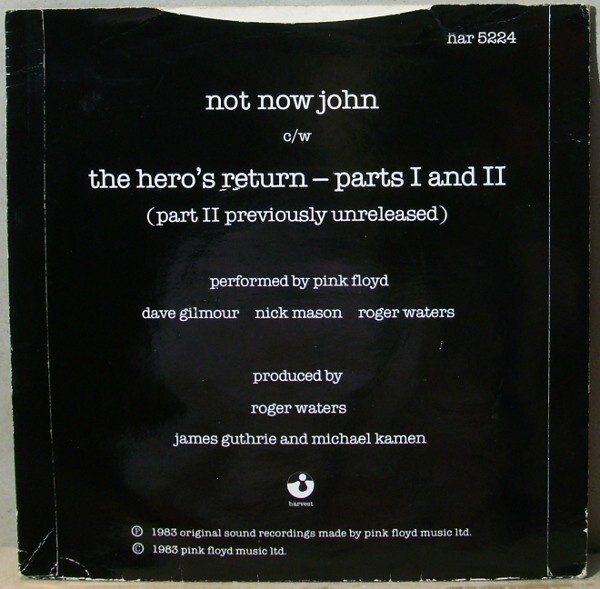 har 5224
not now john
c/w
the hero's return – parts I and II
(part II previously unreleased)
performed by pink floyd
dave gilmour nick mason roger waters
produced by
roger waters
james guthrie and michael kamen
harvest
℗ 1983 original sound recordings made by pink floyd music ltd.
© 1983 pink floyd music ltd.